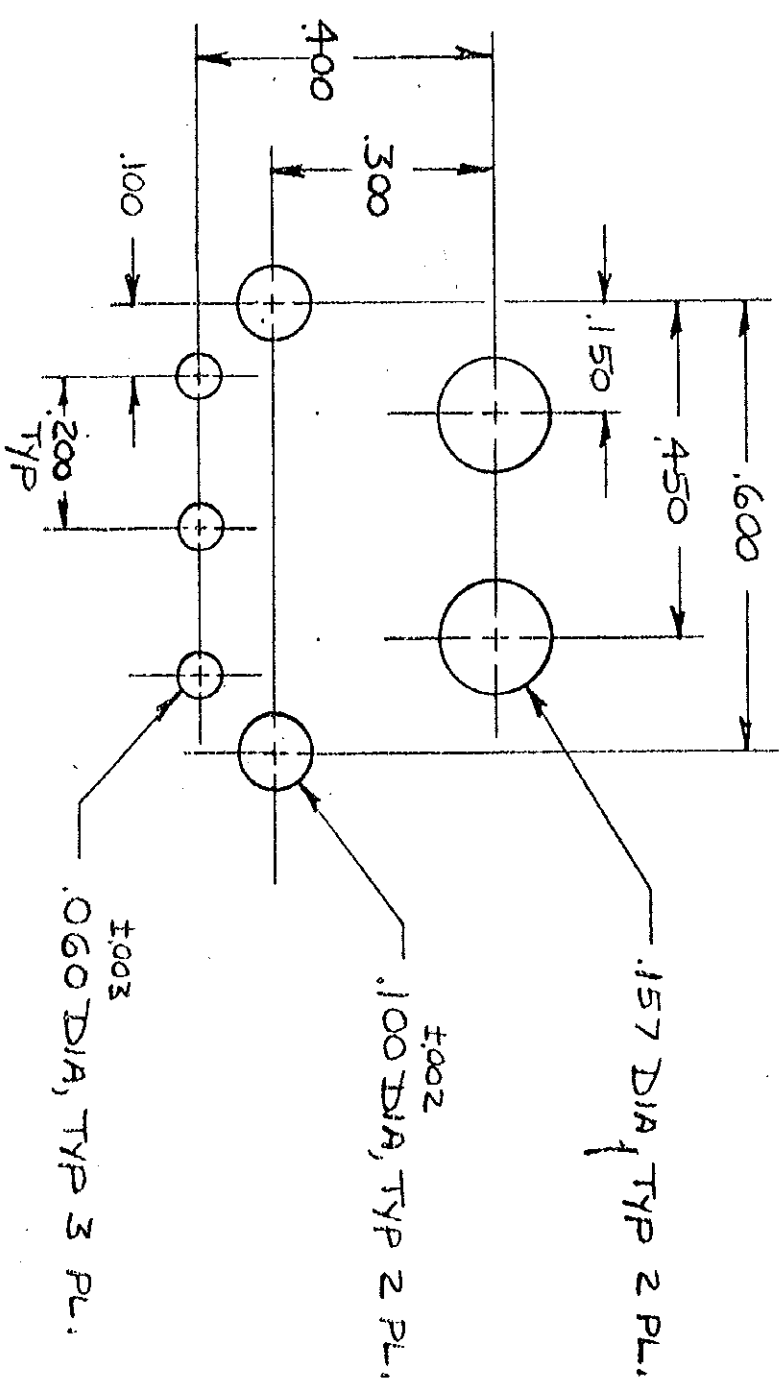 .600
.450
.150
.400
.300
.100
.200
TYP
.157 DIA, TYP 2 PL.
±.002
.100 DIA, TYP 2 PL.
±.003
.060 DIA, TYP 3 PL.